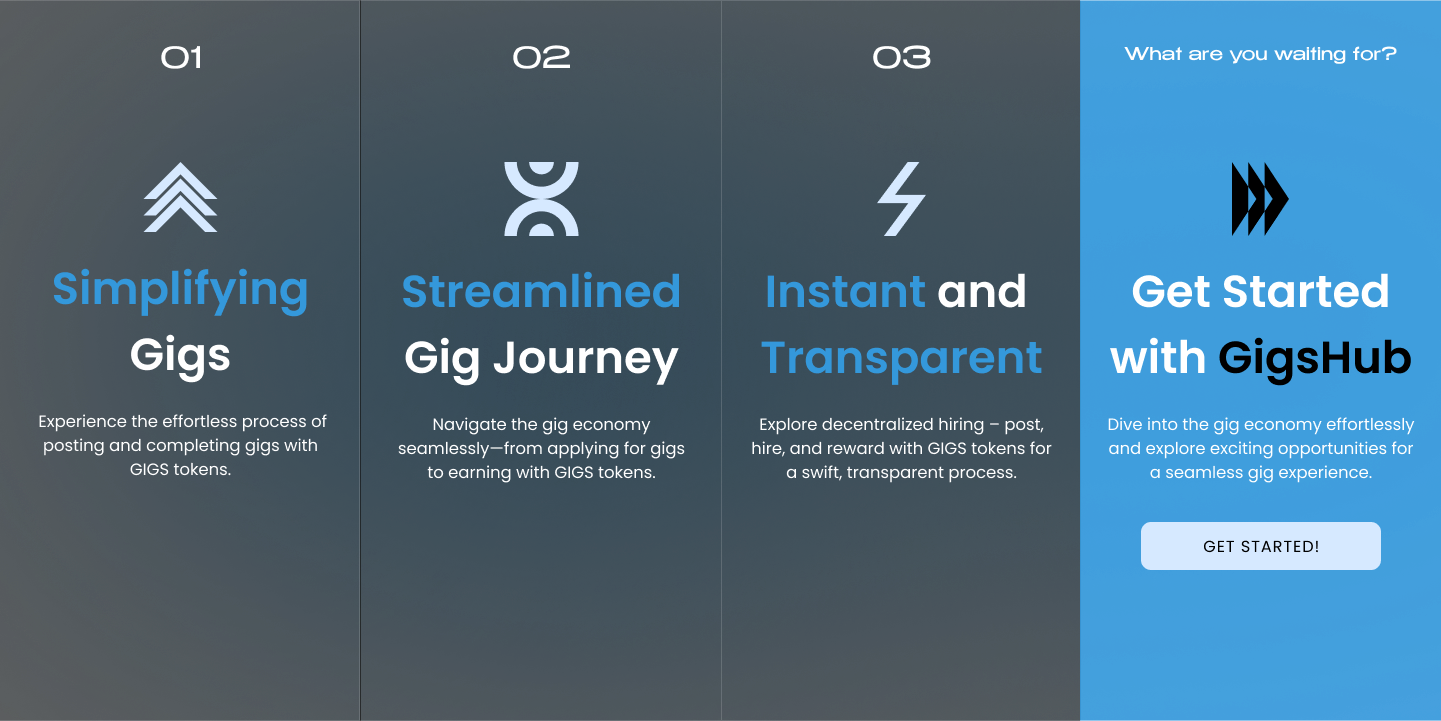 01
Simplifying
Gigs
Experience the effortless process of
posting and completing gigs with
GIGS tokens.
02
Streamlined
Gig Journey
Navigate the gig economy
seamlessly—from applying for gigs
to earning with GIGS tokens.
03
Instant and
Transparent
Explore decentralized hiring – post,
hire, and reward with GIGS tokens for
a swift, transparent process.
What are you waiting for?
Get Started
with GigsHub
Dive into the gig economy effortlessly
and explore exciting opportunities for
a seamless gig experience.
GET STARTED!